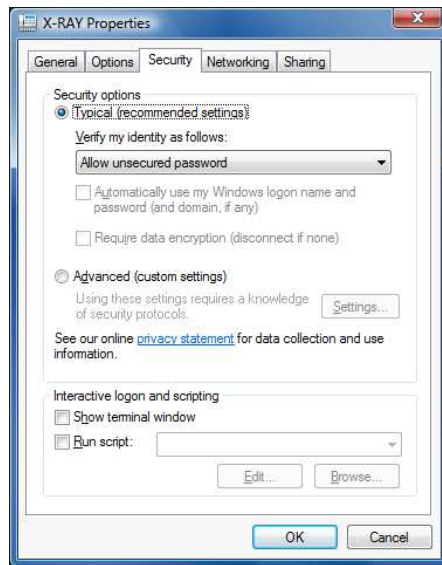 X-RAY Properties
General Options Security Networking Sharing
Security options
Typical (recommended settings)
Verify my identity as follows:
Allow unsecured password
Automatically use my Windows logon name and
password (and domain, if any)
Require data encryption (disconnect if none)
Advanced (custom settings)
Using these settings requires a knowledge
of security protocols.
Settings...
See our online privacy statement for data collection and use
information.
Interactive logon and scripting
Show terminal window
Run script:
Edit... Browse...
OK Cancel